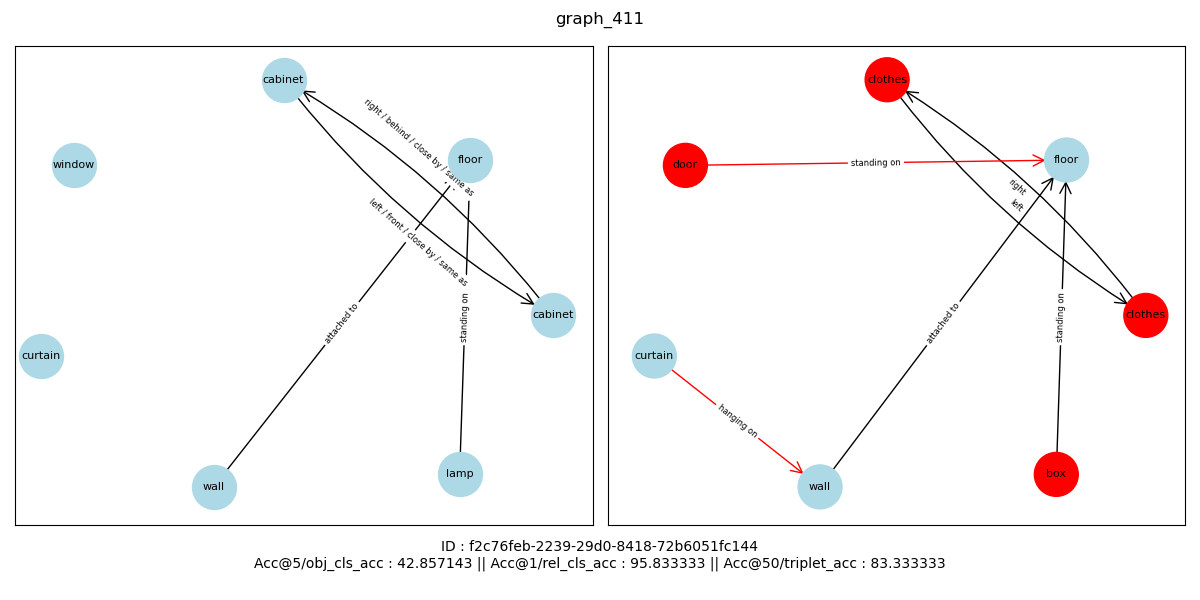 graph_411
cabinet
right / behind / close by / same as
floor
window
left / front / close by / same as
attached to
standing on
cabinet
curtain
wall
lamp
clothes
door
standing on
floor
right
left
attached to
standing on
clothes
curtain
hanging on
wall
box
ID : f2c76feb-2239-29d0-8418-72b6051fc144
Acc@5/obj_cls_acc : 42.857143 || Acc@1/rel_cls_acc : 95.833333 || Acc@50/triplet_acc : 83.333333